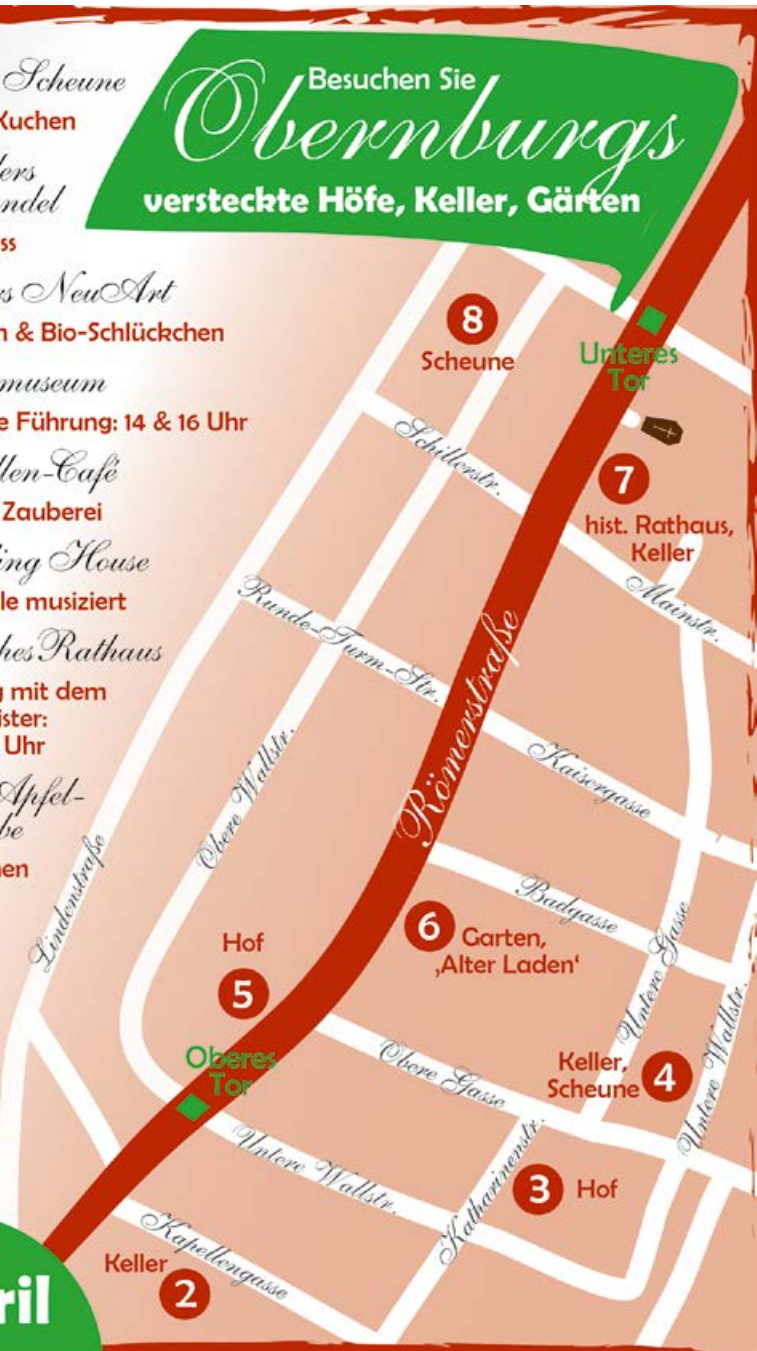 Besuchen Sie
Obernburgs
versteckte Höfe, Keller, Gärten
Scheune
Kuchen
ers
ndel
ss
s NeuArt
n & Bio-Schlückchen
museum
e Führung: 14 & 16 Uhr
llen-Café
Zauberei
ing House
le musiziert
hes Rathaus
g mit dem
ister:
Uhr
Apfel-
be
en
ril
8
Scheune
Unteres
Tor
Schillerstr.
7
hist. Rathaus,
Keller
Mainstr.
Runde-Turm-Str.
Römerstraße
Kaisergasse
Obere Wallstr.
Lindenstraße
Badgasse
6
Garten,
‚Alter Laden‘
Untere Gasse
Untere Wallstr.
Hof
5
Oberes
Tor
Obere Gasse
Keller,
Scheune
4
Untere Wallstr.
Katharinenstr.
3
Hof
Kapellengasse
Keller
2